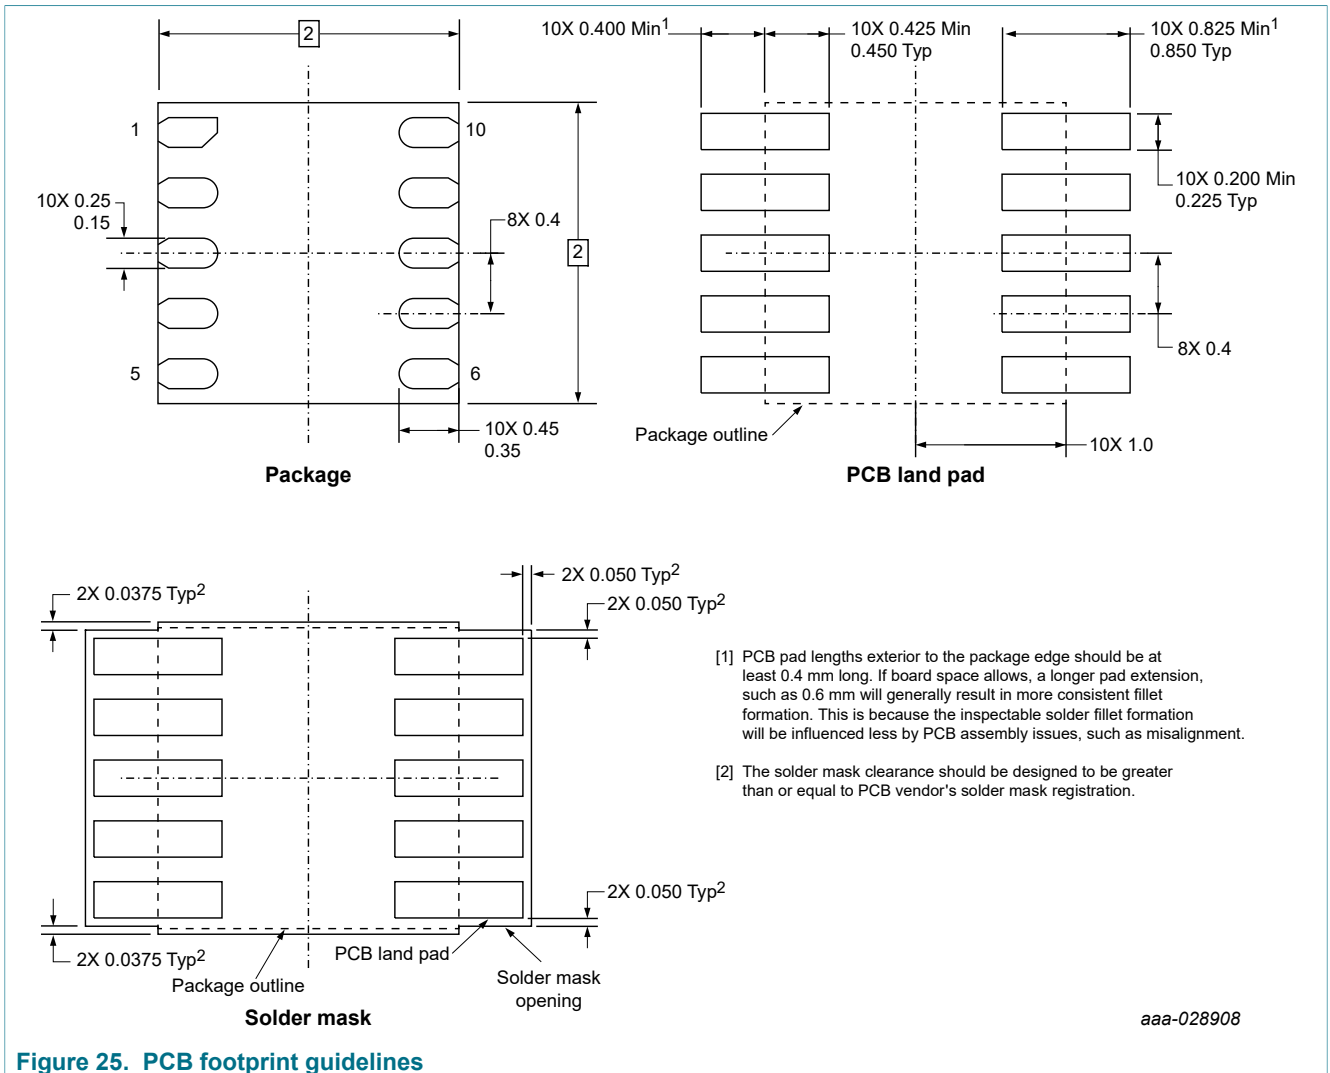 2
1
10
10X 0.25
0.15
8X 0.4
2
5
6
10X 0.45
0.35
Package
10X 0.400 Min1
10X 0.425 Min
0.450 Typ
10X 0.825 Min1
0.850 Typ
10X 0.200 Min
0.225 Typ
8X 0.4
Package outline
10X 1.0
PCB land pad
2X 0.0375 Typ2
2X 0.050 Typ2
2X 0.050 Typ2
2X 0.050 Typ2
2X 0.0375 Typ2
PCB land pad
Package outline
Solder mask
opening
Solder mask
[1] PCB pad lengths exterior to the package edge should be at
least 0.4 mm long. If board space allows, a longer pad extension,
such as 0.6 mm will generally result in more consistent fillet
formation. This is because the inspectable solder fillet formation
will be influenced less by PCB assembly issues, such as misalignment.
[2] The solder mask clearance should be designed to be greater
than or equal to PCB vendor's solder mask registration.
aaa-028908
Figure 25. PCB footprint guidelines